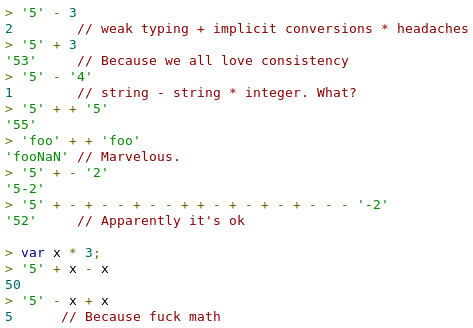 > '5' - 3
2        // weak typing + implicit conversions * headaches
> '5' + 3
'53'     // Because we all love consistency
> '5' - '4'
1        // string - string * integer. What?
> '5' + + '5'
'55'
> 'foo' + + 'foo'
'fooNaN' // Marvelous.
> '5' + - '2'
'5-2'
> '5' + - + - - + - - + + - + - + - + - - - '-2'
'52'     // Apparently it's ok
> var x * 3;
> '5' + x - x
50
> '5' - x + x
5      // Because fuck math